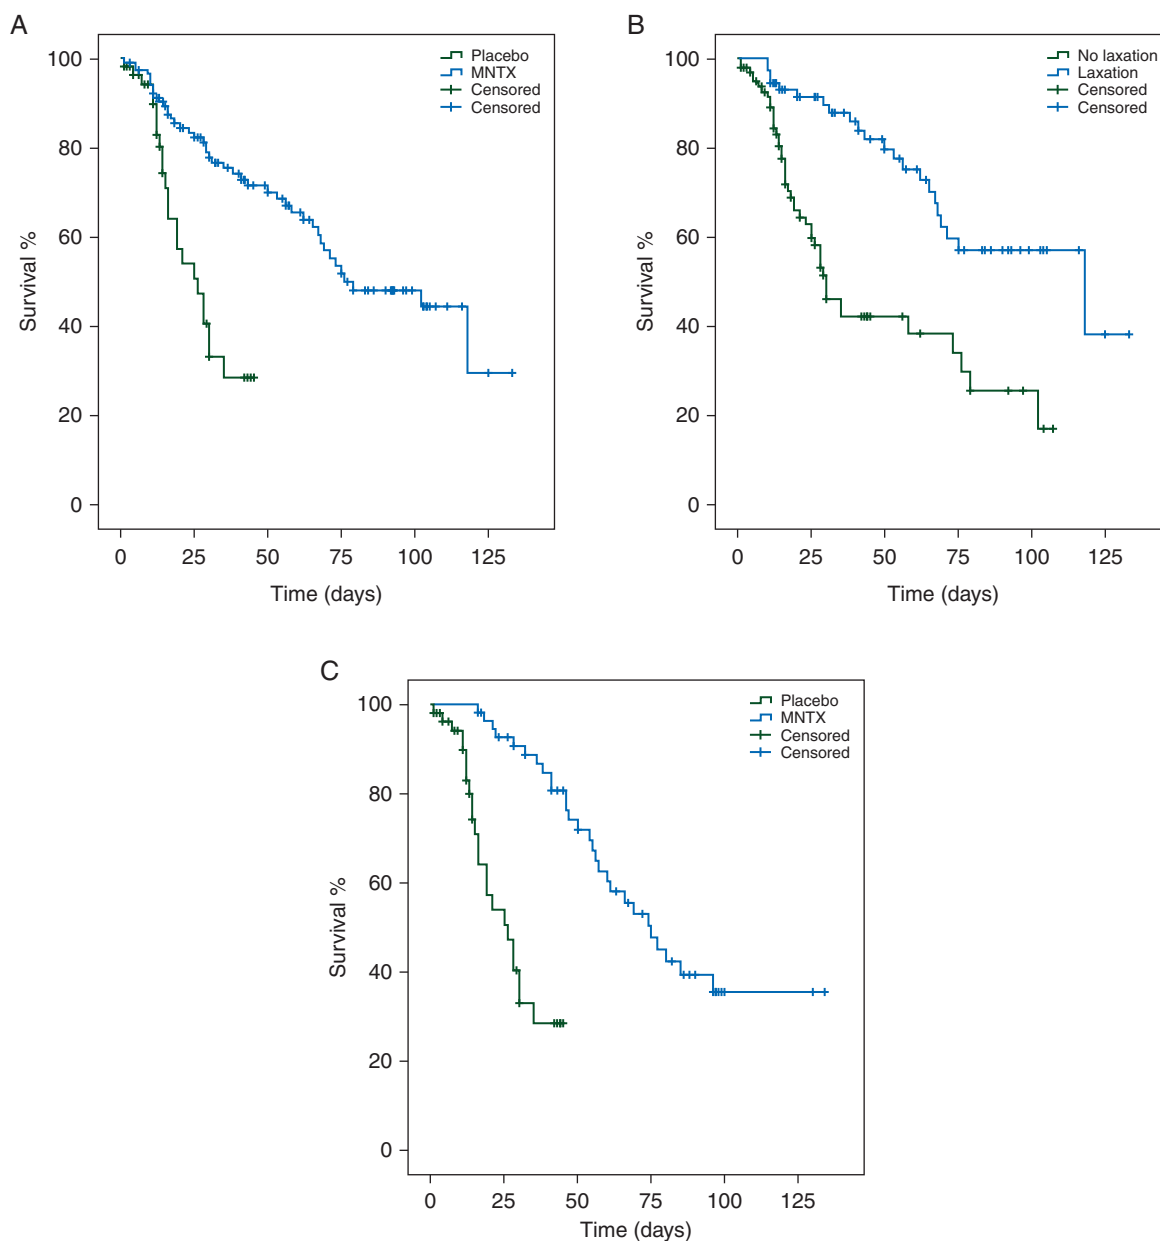 A
Placebo
MNTX
Censored
Censored
100
80
60
40
20
0
Survival %
0 25 50 75 100 125
Time (days)
B
No laxation
Laxation
Censored
Censored
100
80
60
40
20
0
Survival %
0 25 50 75 100 125
Time (days)
C
Placebo
MNTX
Censored
Censored
100
80
60
40
20
0
Survival %
0 25 50 75 100 125
Time (days)